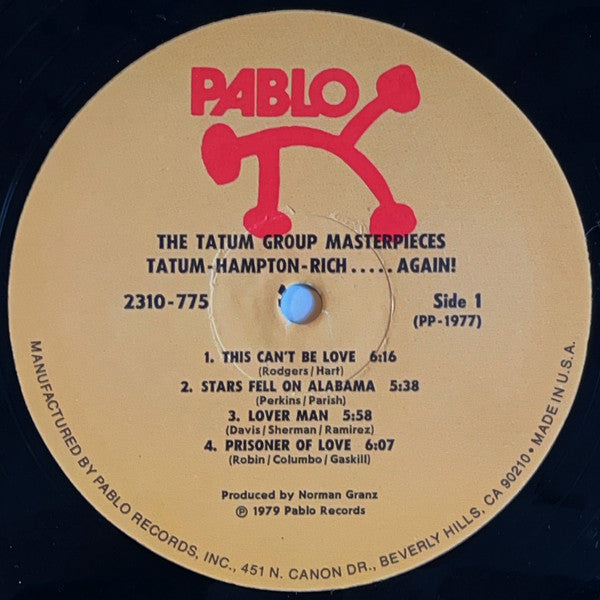 PABLO
THE TATUM GROUP MASTERPIECES
TATUM-HAMPTON-RICH.....AGAIN!
2310-775
Side 1
(PP-1977)
1. THIS CAN'T BE LOVE 6:16
(Rodgers/Hart)
2. STARS FELL ON ALABAMA 5:38
(Perkins/Parish)
3. LOVER MAN 5:58
(Davis/Sherman/Ramirez)
4. PRISONER OF LOVE 6:07
(Robin/Columbo/Gaskill)
Produced by Norman Granz
℗ 1979 Pablo Records
MANUFACTURED BY PABLO RECORDS, INC., 451 N. CANON DR., BEVERLY HILLS, CA 90210 • MADE IN U.S.A.